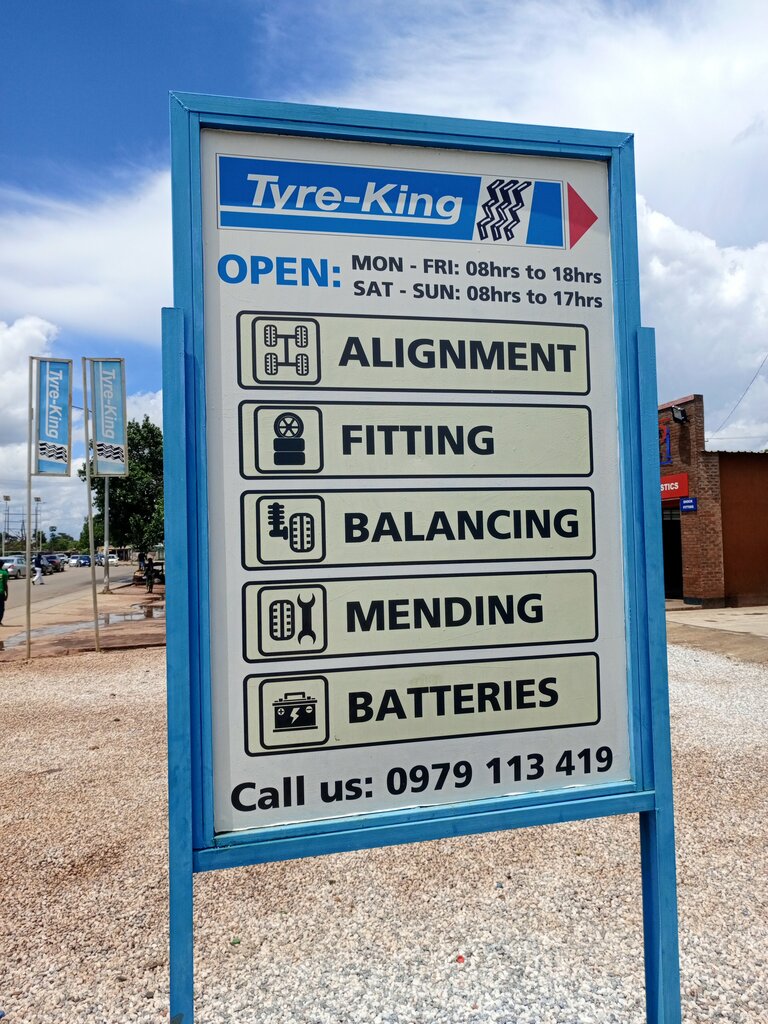 Tyre-King
OPEN: MON - FRI: 08hrs to 18hrs
SAT - SUN: 08hrs to 17hrs
ALIGNMENT
FITTING
BALANCING
MENDING
BATTERIES
Call us: 0979 113 419
Tyre-King
Tyre-King
STICS